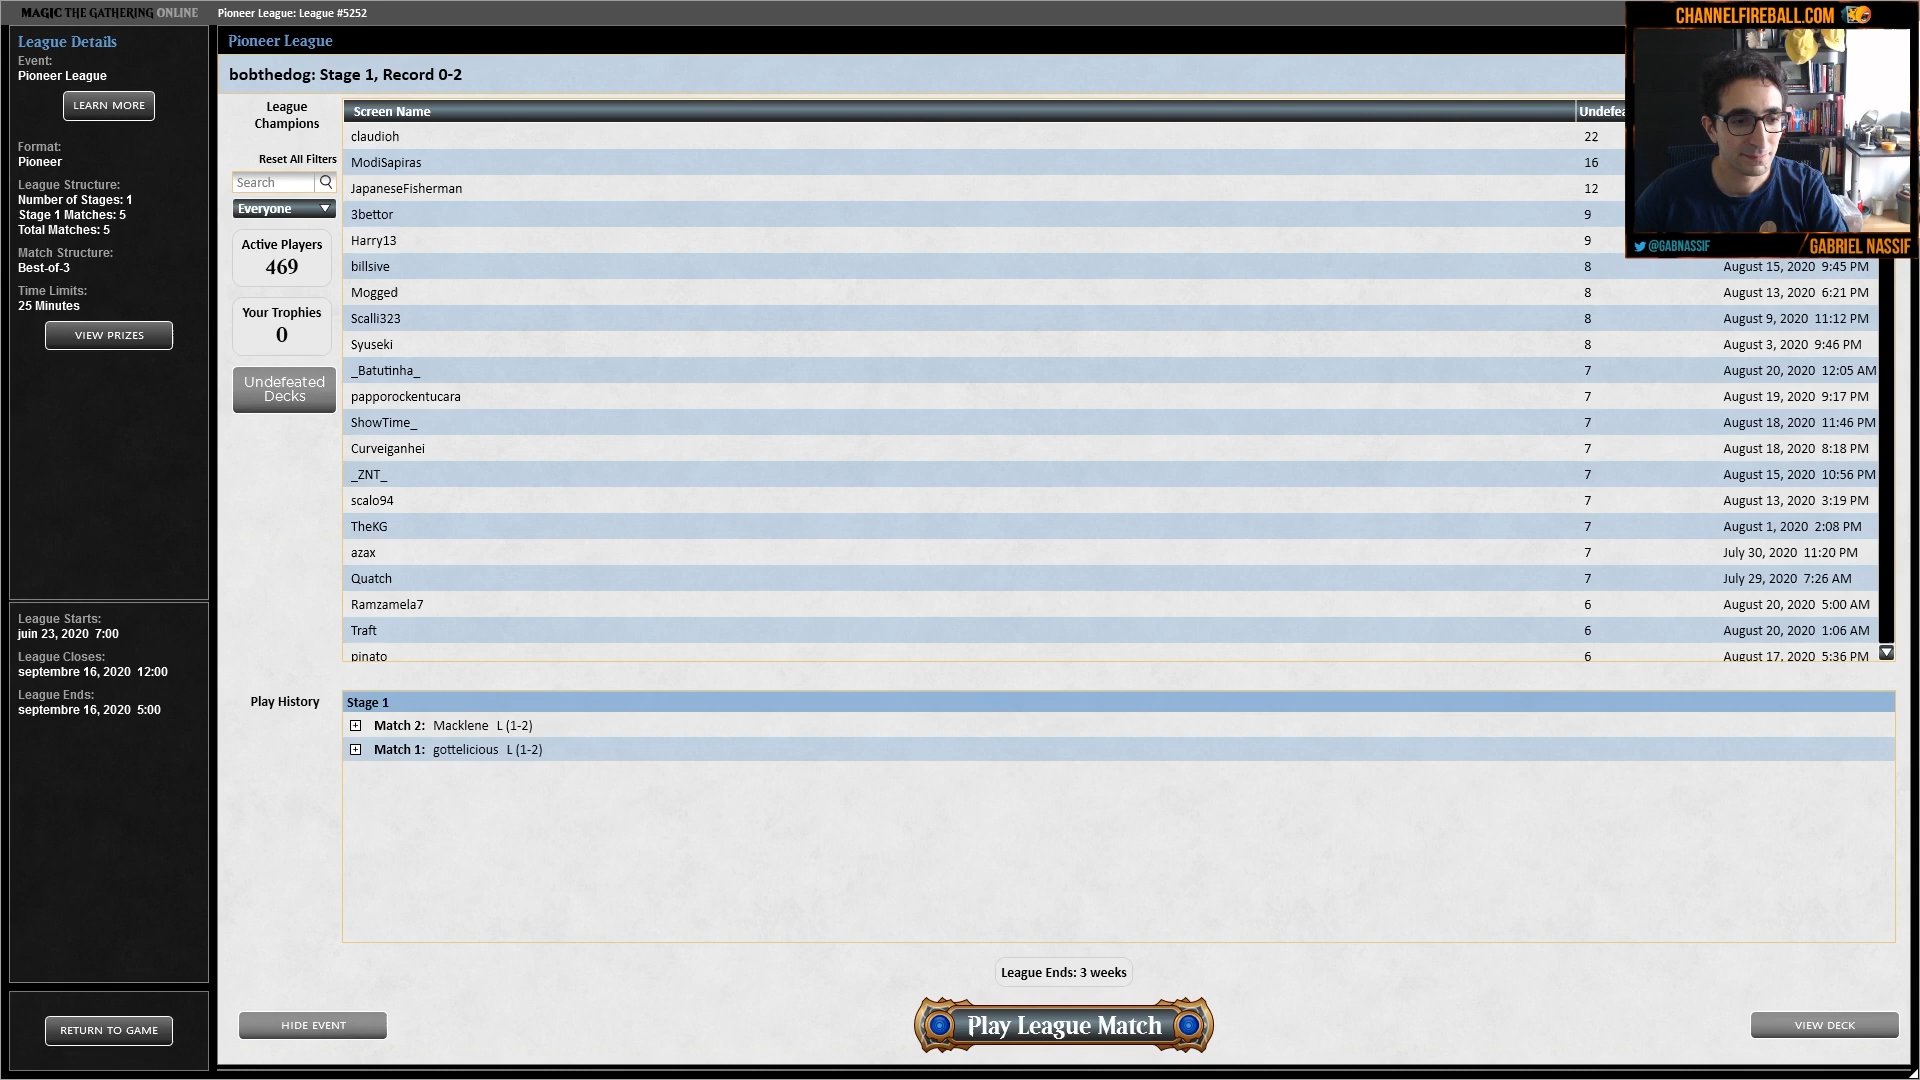 MAGIC THE GATHERING ONLINE
Pioneer League: League #5252
League Details
Event:
Pioneer League
LEARN MORE
Format:
Pioneer
League Structure:
Number of Stages: 1
Stage 1 Matches: 5
Total Matches: 5
Match Structure:
Best-of-3
Time Limits:
25 Minutes
VIEW PRIZES
League Starts:
juin 23, 2020 7:00
League Closes:
septembre 16, 2020 12:00
League Ends:
septembre 16, 2020 5:00
RETURN TO GAME
Pioneer League
bobthedog: Stage 1, Record 0-2
League
Champions
Reset All Filters
Search
Everyone
Active Players
469
Your Trophies
0
Undefeated
Decks
Screen Name Undefea
claudioh 22
ModiSapiras 16
JapaneseFisherman 12
3bettor 9
Harry13 9
billsive 8 August 15, 2020 9:45 PM
Mogged 8 August 13, 2020 6:21 PM
Scalli323 8 August 9, 2020 11:12 PM
Syuseki 8 August 3, 2020 9:46 PM
_Batutinha_ 7 August 20, 2020 12:05 AM
papporockentucara 7 August 19, 2020 9:17 PM
ShowTime_ 7 August 18, 2020 11:46 PM
Curveiganhei 7 August 18, 2020 8:18 PM
_ZNT_ 7 August 15, 2020 10:56 PM
scalo94 7 August 13, 2020 3:19 PM
TheKG 7 August 1, 2020 2:08 PM
azax 7 July 30, 2020 11:20 PM
Quatch 7 July 29, 2020 7:26 AM
Ramzamela7 6 August 20, 2020 5:00 AM
Traft 6 August 20, 2020 1:06 AM
pinato 6 August 17, 2020 5:36 PM
CHANNELFIREBALL.COM
@GABNASSIF
GABRIEL NASSIF
Play History
Stage 1
Match 2: Macklene L (1-2)
Match 1: gottelicious L (1-2)
League Ends: 3 weeks
HIDE EVENT
Play League Match
VIEW DECK